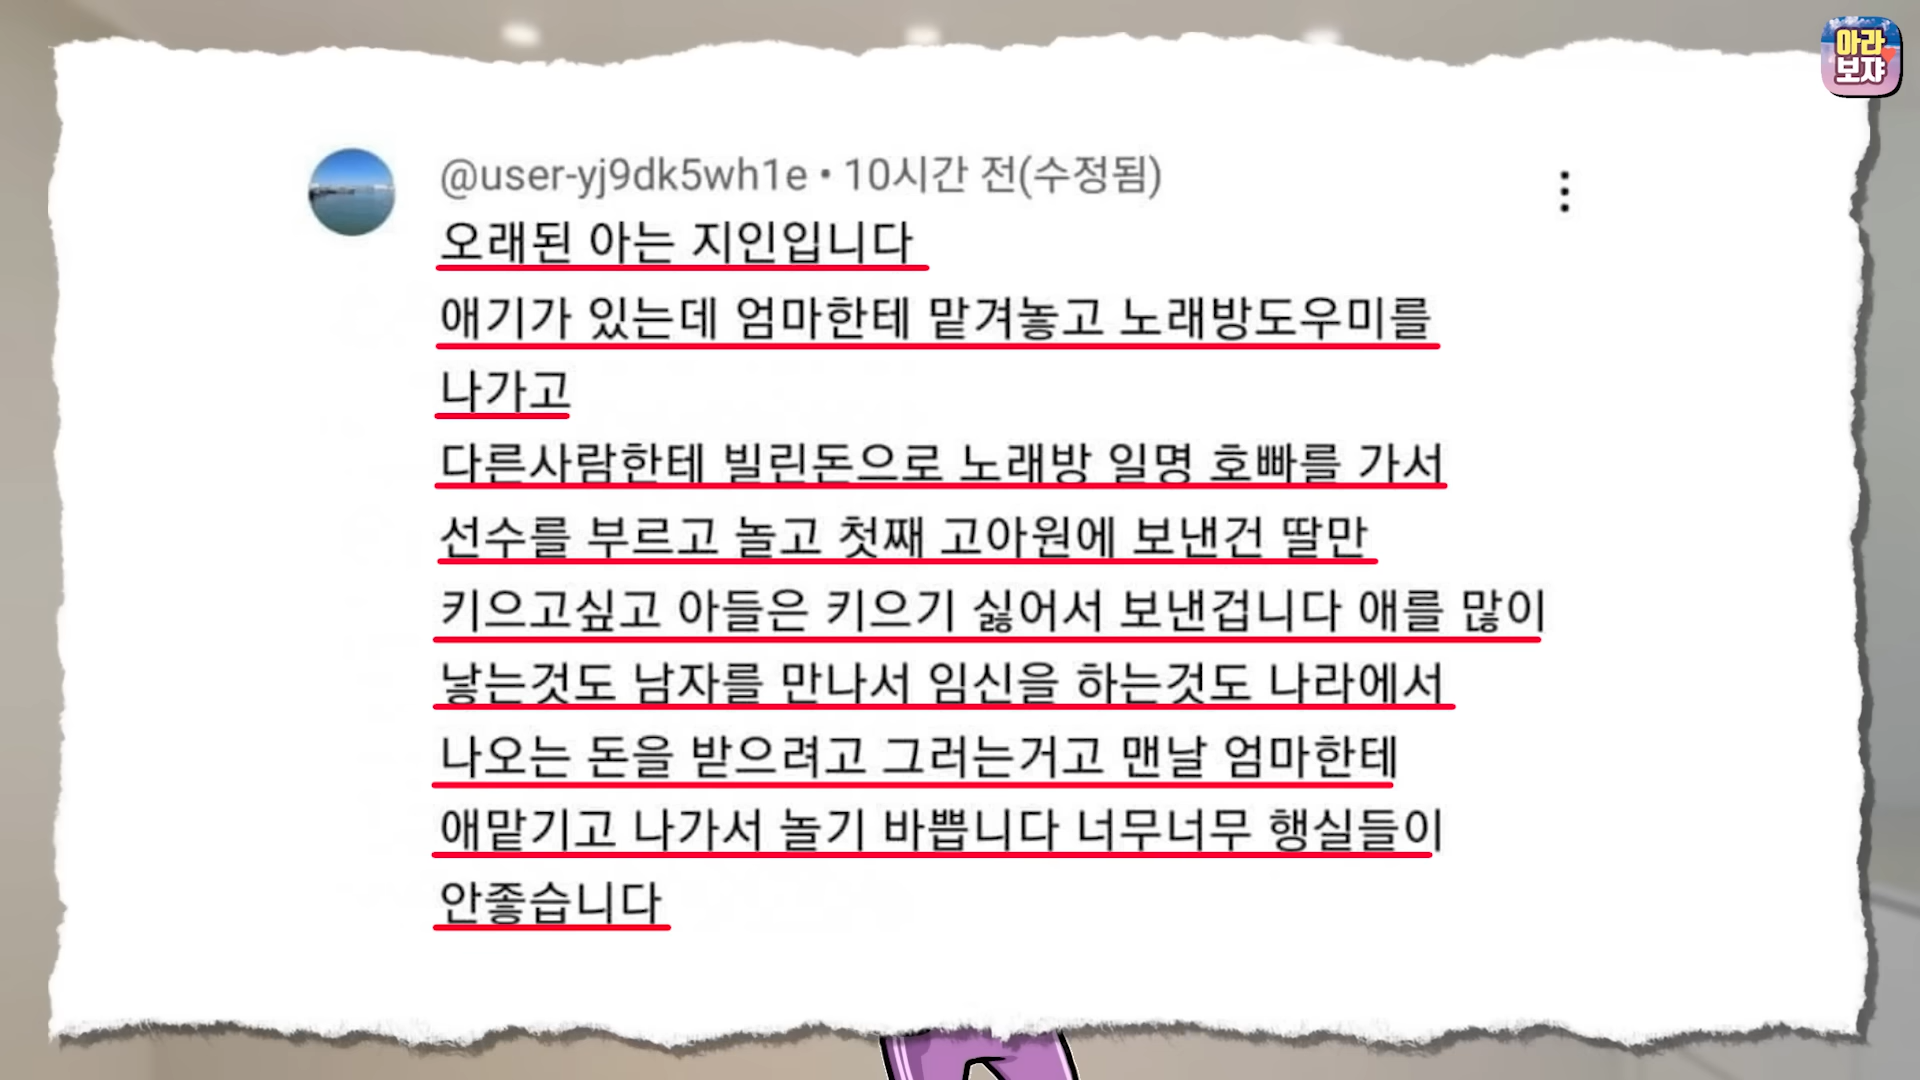 아라
보쟈
@user-yj9dk5wh1e • 10시간 전(수정됨)
오래된 아는 지인입니다
애기가 있는데 엄마한테 맡겨놓고 노래방도우미를
나가고
다른사람한테 빌린돈으로 노래방 일명 호빠를 가서
선수를 부르고 놀고 첫째 고아원에 보낸건 딸만
키으고싶고 아들은 키으기 싫어서 보낸겁니다 애를 많이
낳는것도 남자를 만나서 임신을 하는것도 나라에서
나오는 돈을 받으려고 그러는거고 맨날 엄마한테
애맡기고 나가서 놀기 바쁩니다 너무너무 행실들이
안좋습니다